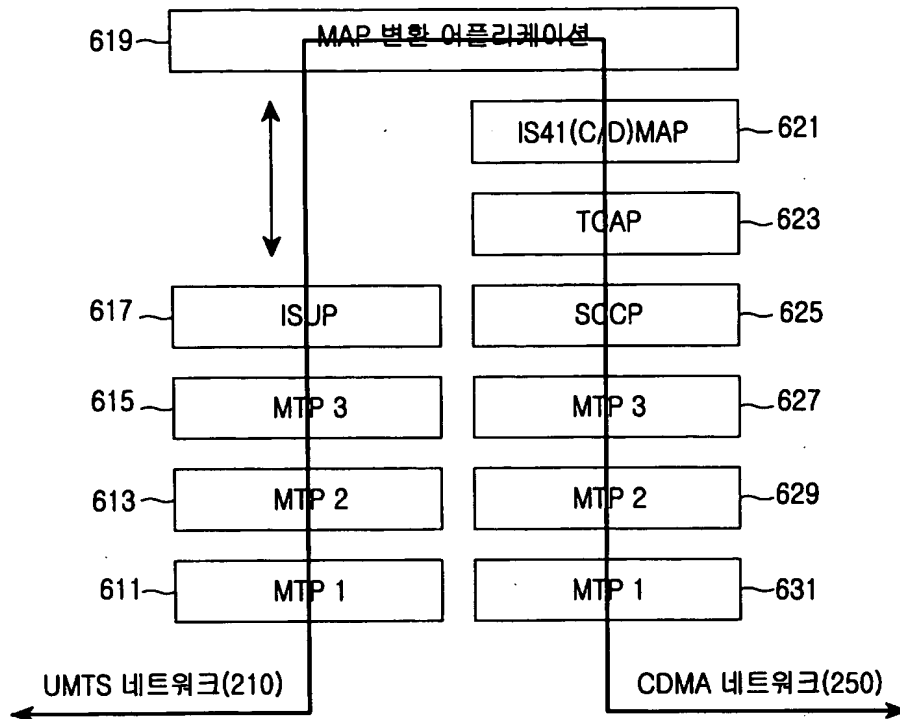 619 MAP 변환 어플리케이션
IS41(C/D)MAP 621
TCAP 623
617 ISUP SCCP 625
615 MTP 3 MTP 3 627
613 MTP 2 MTP 2 629
611 MTP 1 MTP 1 631
UMTS 네트워크(210) CDMA 네트워크(250)